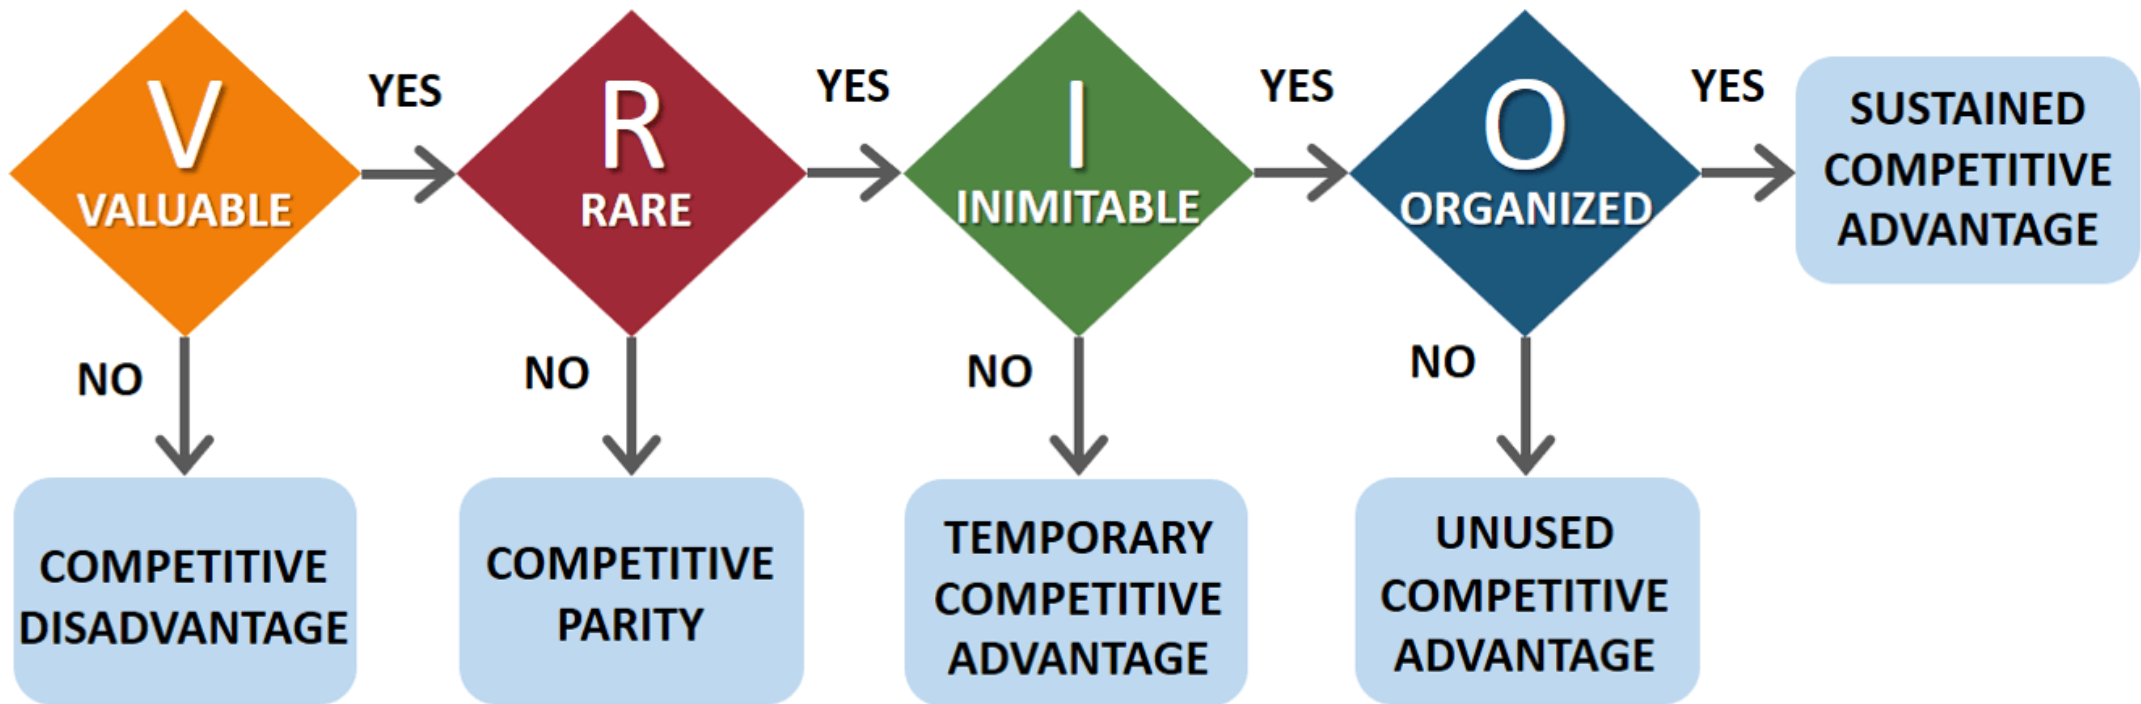 V
VALUABLE
YES
R
RARE
YES
I
INIMITABLE
YES
O
ORGANIZED
YES
SUSTAINED
COMPETITIVE
ADVANTAGE
NO
COMPETITIVE
DISADVANTAGE
NO
COMPETITIVE
PARITY
NO
TEMPORARY
COMPETITIVE
ADVANTAGE
NO
UNUSED
COMPETITIVE
ADVANTAGE